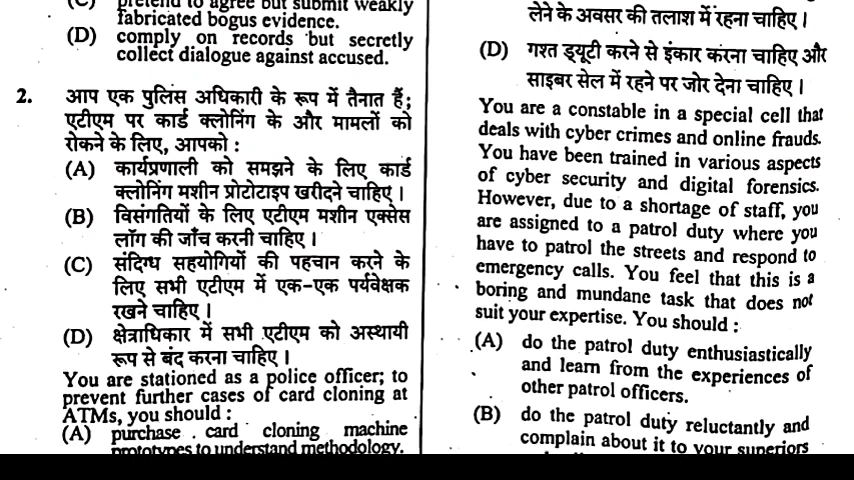 (C) pretend to agree but submit weakly
fabricated bogus evidence.
(D) comply on records but secretly
collect dialogue against accused.
2. आप एक पुलिस अधिकारी के रूप में तैनात हैं;
एटीएम पर कार्ड क्लोनिंग के और मामलों को
रोकने के लिए, आपको :
(A) कार्यप्रणाली को समझने के लिए कार्ड
क्लोनिंग मशीन प्रोटोटाइप खरीदने चाहिए।
(B) विसंगतियों के लिए एटीएम मशीन एक्सेस
लॉग की जाँच करनी चाहिए।
(C) संदिग्ध सहयोगियों की पहचान करने के
लिए सभी एटीएम में एक-एक पर्यवेक्षक
रखने चाहिए।
(D) क्षेत्राधिकार में सभी एटीएम को अस्थायी
रूप से बंद करना चाहिए।
You are stationed as a police officer; to
prevent further cases of card cloning at
ATMs, you should :
(A) purchase card cloning machine
prototypes to understand methodology.
लेने के अवसर की तलाश में रहना चाहिए।
(D) गश्त ड्यूटी करने से इंकार करना चाहिए और
साइबर सेल में रहने पर जोर देना चाहिए।
You are a constable in a special cell that
deals with cyber crimes and online frauds.
You have been trained in various aspects
of cyber security and digital forensics.
However, due to a shortage of staff, you
are assigned to a patrol duty where you
have to patrol the streets and respond to
emergency calls. You feel that this is a
boring and mundane task that does not
suit your expertise. You should :
(A) do the patrol duty enthusiastically
and learn from the experiences of
other patrol officers.
(B) do the patrol duty reluctantly and
complain about it to your superiors